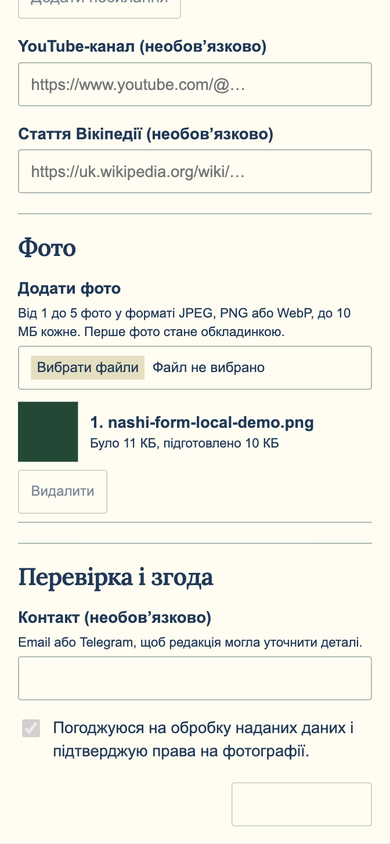 Додати посилання
YouTube-канал (необов’язково)
https://www.youtube.com/@…
Стаття Вікіпедії (необов’язково)
https://uk.wikipedia.org/wiki/…
Фото
Додати фото
Від 1 до 5 фото у форматі JPEG, PNG або WebP, до 10
МБ кожне. Перше фото стане обкладинкою.
Вибрати файли Файл не вибрано
1. nashi-form-local-demo.png
Було 11 КБ, підготовлено 10 КБ
Видалити
Перевірка і згода
Контакт (необов’язково)
Email або Telegram, щоб редакція могла уточнити деталі.
Погоджуюся на обробку наданих даних і
підтверджую права на фотографії.